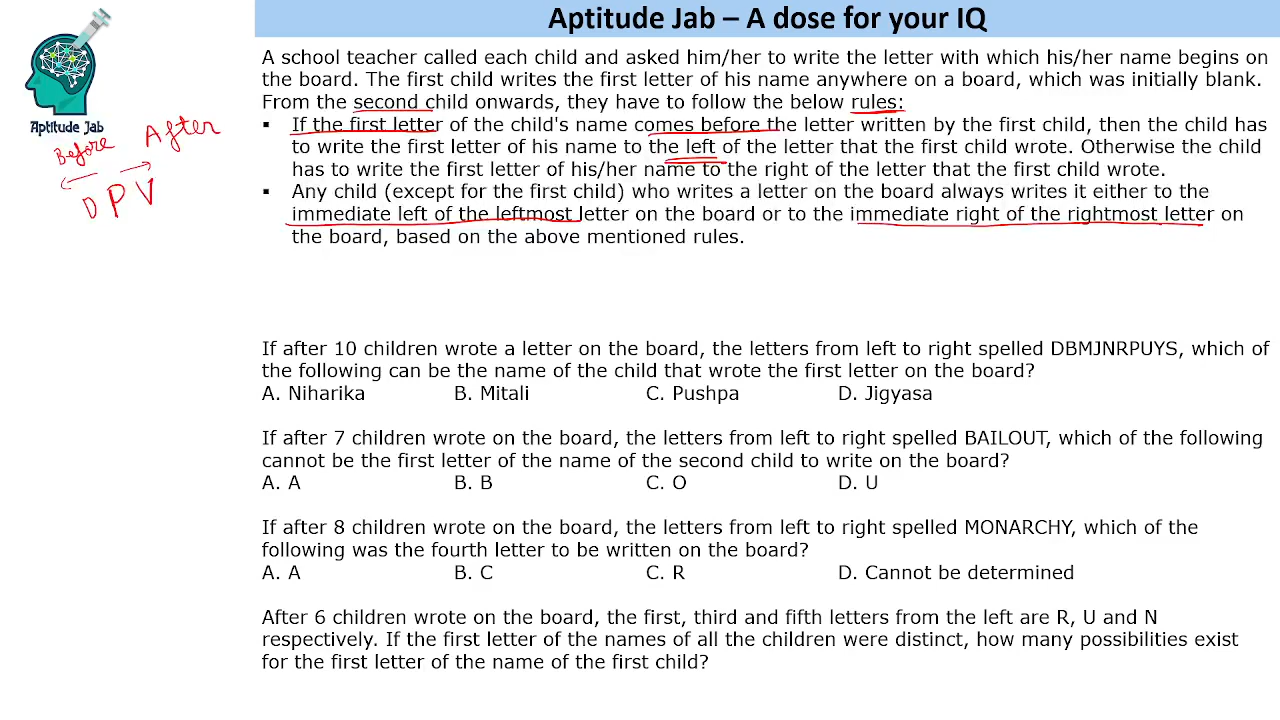 Aptitude Jab – A dose for your IQ
A school teacher called each child and asked him/her to write the letter with which his/her name begins on
the board. The first child writes the first letter of his name anywhere on a board, which was initially blank.
From the second child onwards, they have to follow the below rules:
▪ If the first letter of the child's name comes before the letter written by the first child, then the child has
to write the first letter of his name to the left of the letter that the first child wrote. Otherwise the child
has to write the first letter of his/her name to the right of the letter that the first child wrote.
▪ Any child (except for the first child) who writes a letter on the board always writes it either to the
immediate left of the leftmost letter on the board or to the immediate right of the rightmost letter on
the board, based on the above mentioned rules.
Aptitude Jab
Before After
D P V
If after 10 children wrote a letter on the board, the letters from left to right spelled DBMJNRPUYS, which of
the following can be the name of the child that wrote the first letter on the board?
A. Niharika B. Mitali C. Pushpa D. Jigyasa
If after 7 children wrote on the board, the letters from left to right spelled BAILOUT, which of the following
cannot be the first letter of the name of the second child to write on the board?
A. A B. B C. O D. U
If after 8 children wrote on the board, the letters from left to right spelled MONARCHY, which of the
following was the fourth letter to be written on the board?
A. A B. C C. R D. Cannot be determined
After 6 children wrote on the board, the first, third and fifth letters from the left are R, U and N
respectively. If the first letter of the names of all the children were distinct, how many possibilities exist
for the first letter of the name of the first child?